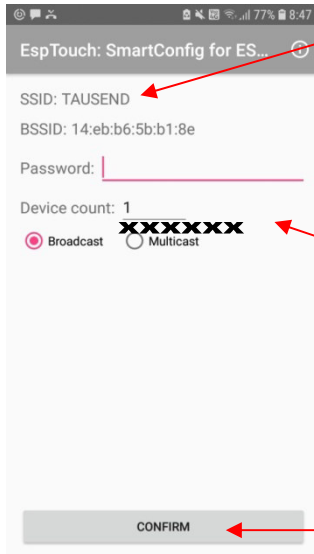 77% 8:47
EspTouch: SmartConfig for ES...
SSID: TAUSEND
BSSID: 14:eb:b6:5b:b1:8e
Password:
Device count: 1
xxxxxx
Broadcast Multicast
CONFIRM